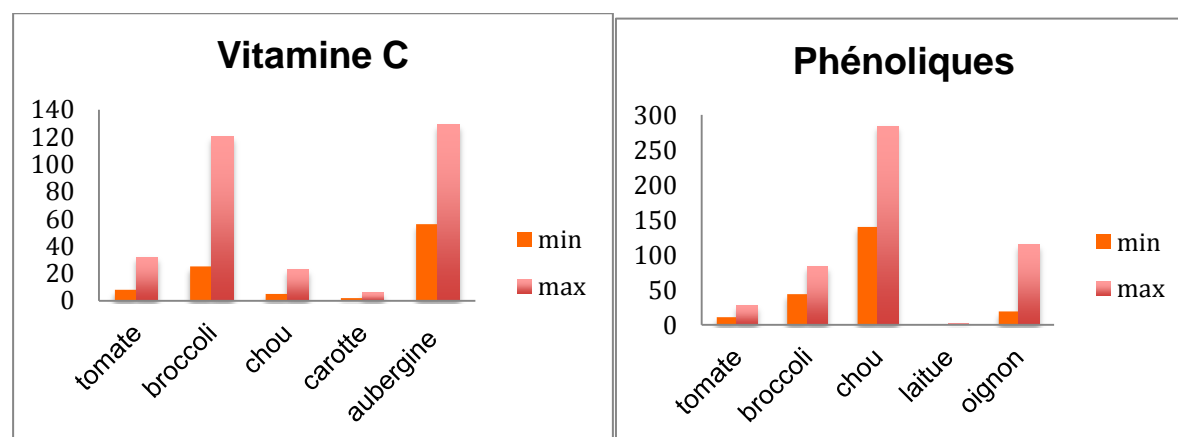 Vitamine C
140
120
100
80
60
40
20
0
tomate
broccoli
chou
carotte
aubergine
min
max
Phénoliques
300
250
200
150
100
50
0
tomate
broccoli
chou
laitue
oignon
min
max